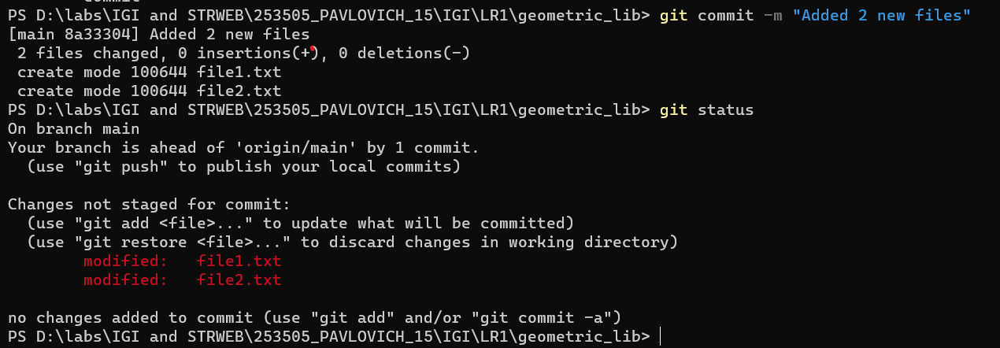 PS D:\labs\IGI and STRWEB\253505_PAVLOVICH_15\IGI\LR1\geometric_lib> git commit -m "Added 2 new files"
[main 8a33304] Added 2 new files
 2 files changed, 0 insertions(+), 0 deletions(-)
 create mode 100644 file1.txt
 create mode 100644 file2.txt
PS D:\labs\IGI and STRWEB\253505_PAVLOVICH_15\IGI\LR1\geometric_lib> git status
On branch main
Your branch is ahead of 'origin/main' by 1 commit.
  (use "git push" to publish your local commits)

Changes not staged for commit:
  (use "git add <file>..." to update what will be committed)
  (use "git restore <file>..." to discard changes in working directory)
        modified:   file1.txt
        modified:   file2.txt

no changes added to commit (use "git add" and/or "git commit -a")
PS D:\labs\IGI and STRWEB\253505_PAVLOVICH_15\IGI\LR1\geometric_lib>